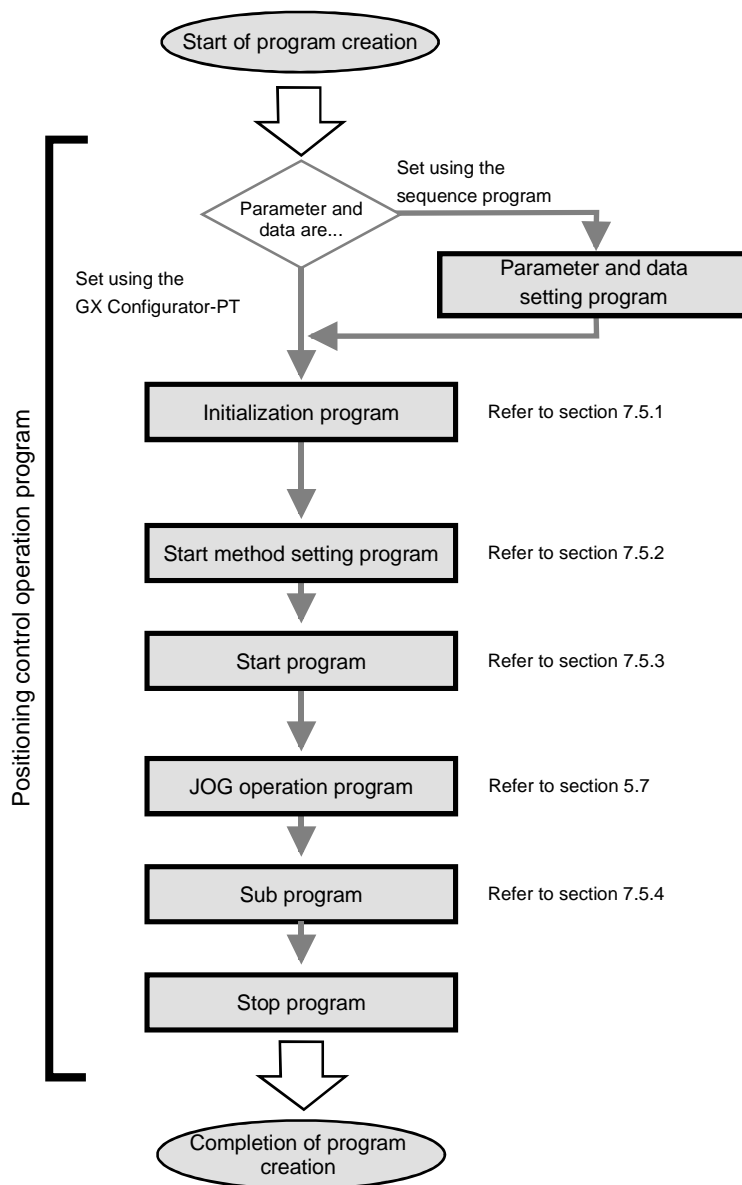 Start of program creation
Set using the
sequence program
Parameter and
data are...
Set using the
GX Configurator-PT
Parameter and data
setting program
Positioning control operation program
Initialization program
Refer to section 7.5.1
Start method setting program
Refer to section 7.5.2
Start program
Refer to section 7.5.3
JOG operation program
Refer to section 5.7
Sub program
Refer to section 7.5.4
Stop program
Completion of program
creation